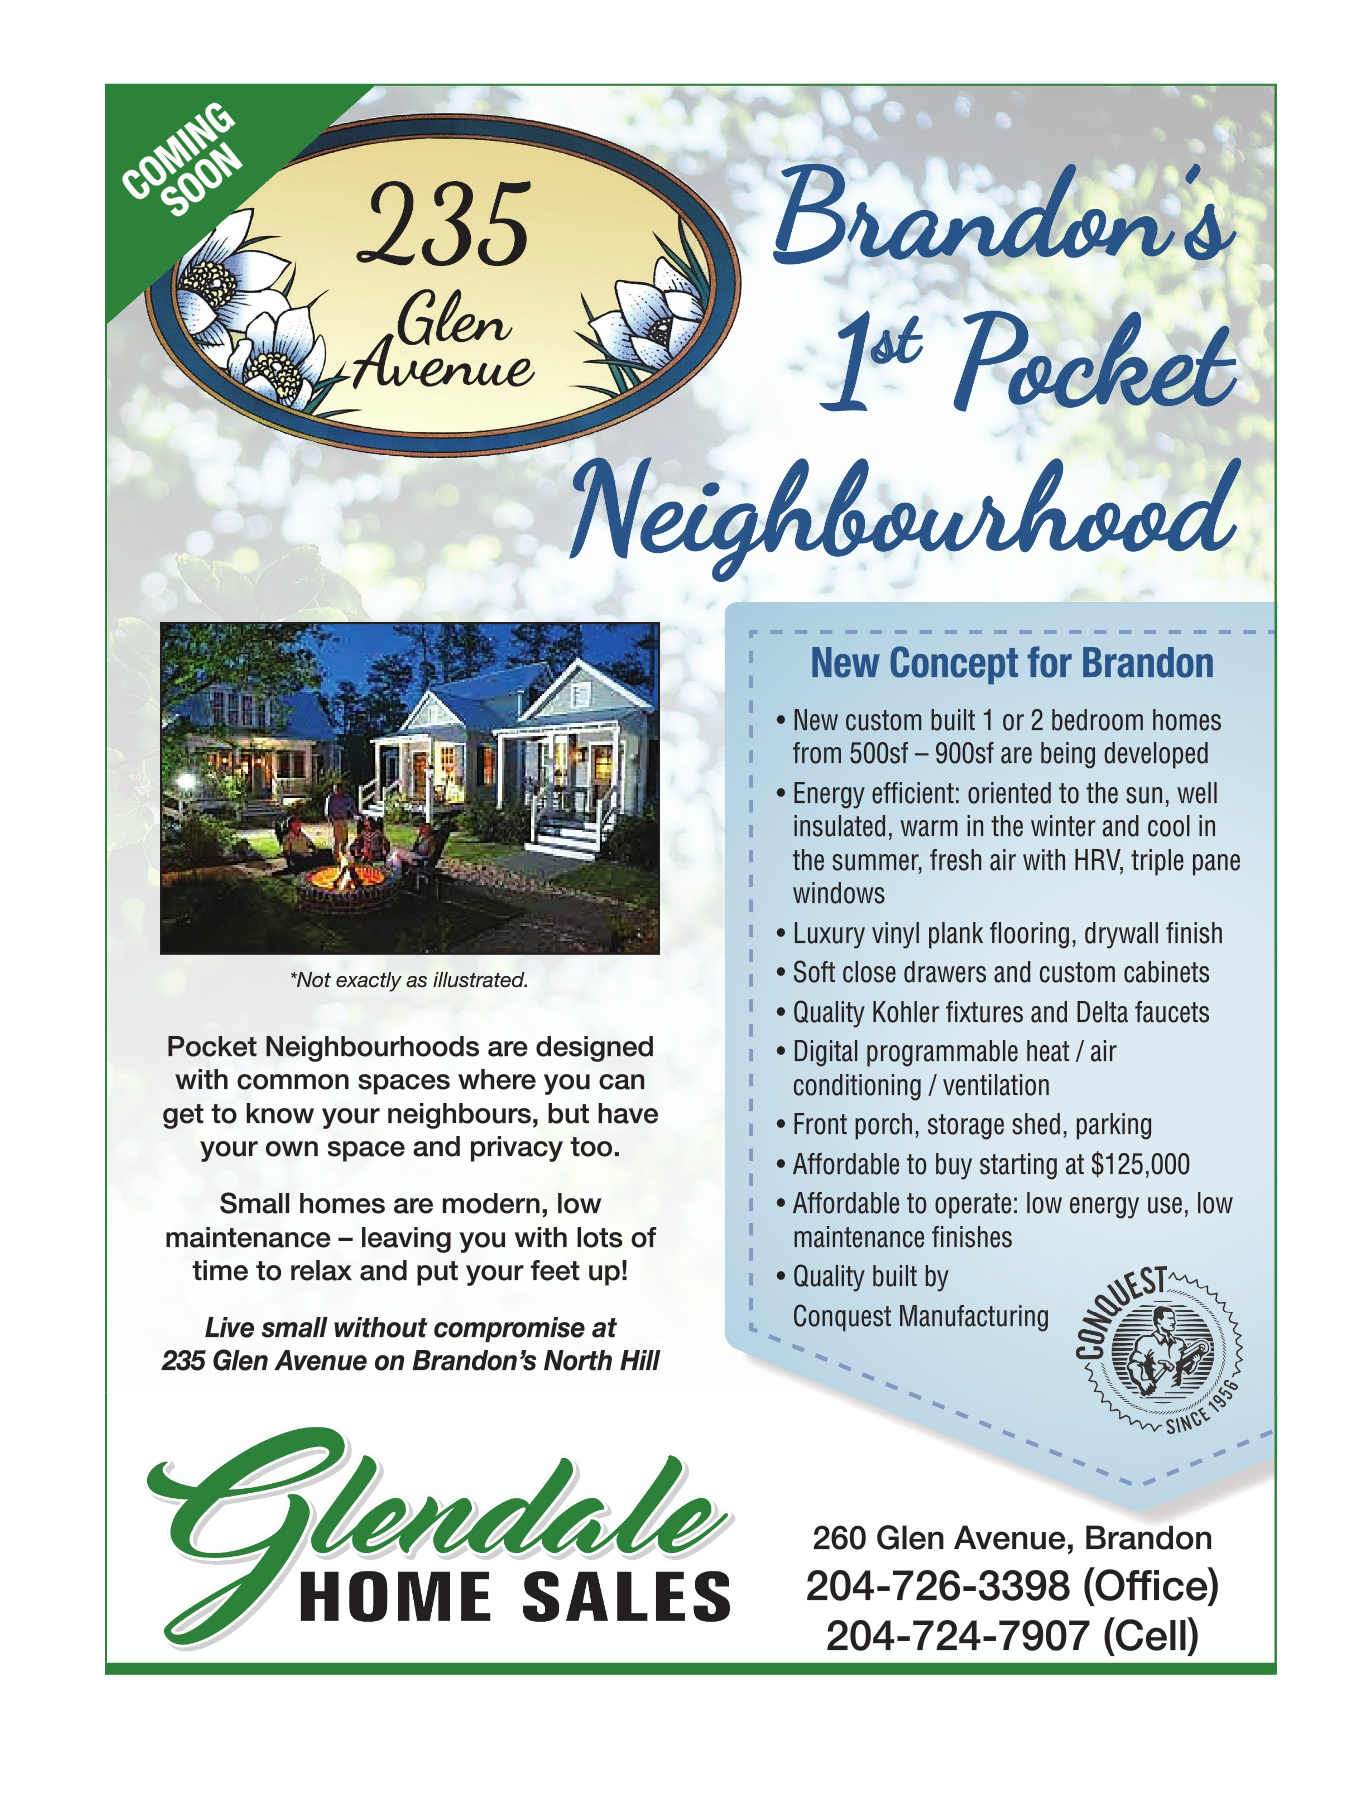 COMING
SOON
235
Glen
Avenue
Brandon's
1st Pocket
Neighbourhood
*Not exactly as illustrated.
Pocket Neighbourhoods are designed
with common spaces where you can
get to know your neighbours, but have
your own space and privacy too.
Small homes are modern, low
maintenance – leaving you with lots of
time to relax and put your feet up!
Live small without compromise at
235 Glen Avenue on Brandon's North Hill
New Concept for Brandon
• New custom built 1 or 2 bedroom homes
from 500sf – 900sf are being developed
• Energy efficient: oriented to the sun, well
insulated, warm in the winter and cool in
the summer, fresh air with HRV, triple pane
windows
• Luxury vinyl plank flooring, drywall finish
• Soft close drawers and custom cabinets
• Quality Kohler fixtures and Delta faucets
• Digital programmable heat / air
conditioning / ventilation
• Front porch, storage shed, parking
• Affordable to buy starting at $125,000
• Affordable to operate: low energy use, low
maintenance finishes
• Quality built by
Conquest Manufacturing
CONQUEST
SINCE 1956
Glendale
HOME SALES
260 Glen Avenue, Brandon
204-726-3398 (Office)
204-724-7907 (Cell)